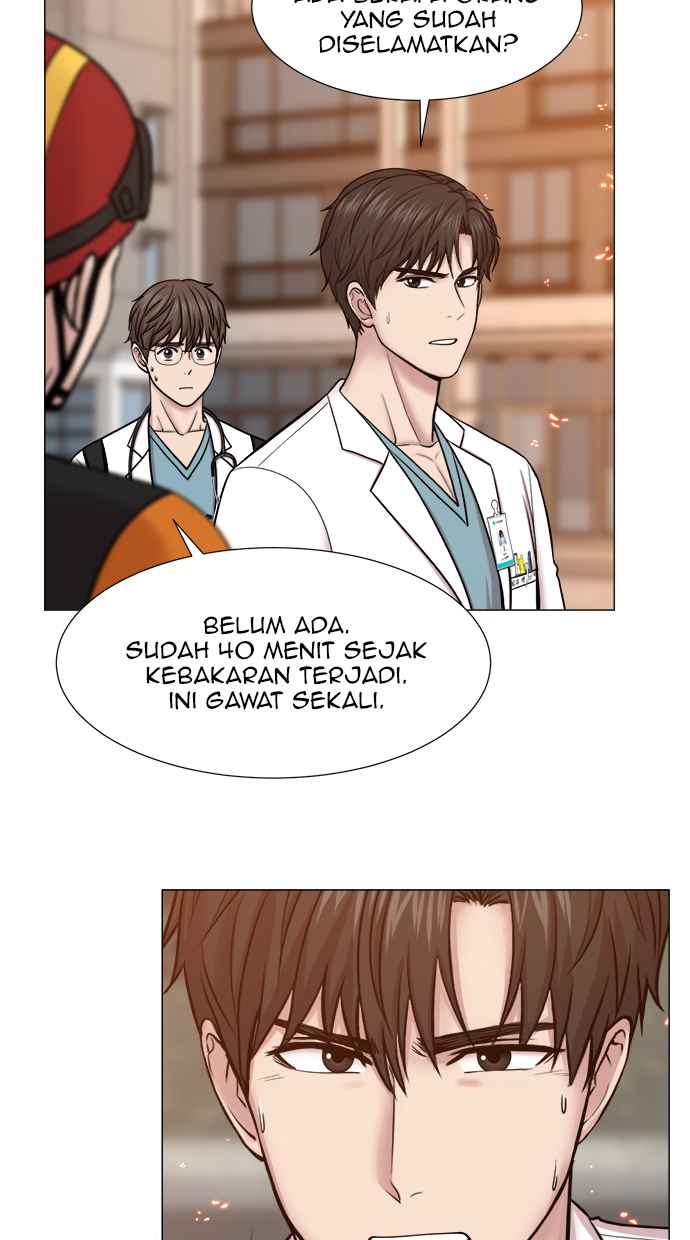 YANG SUDAH
DISELAMATKAN?
BELUM ADA.
SUDAH 40 MENIT SEJAK
KEBAKARAN TERJADI.
INI GAWAT SEKALI.